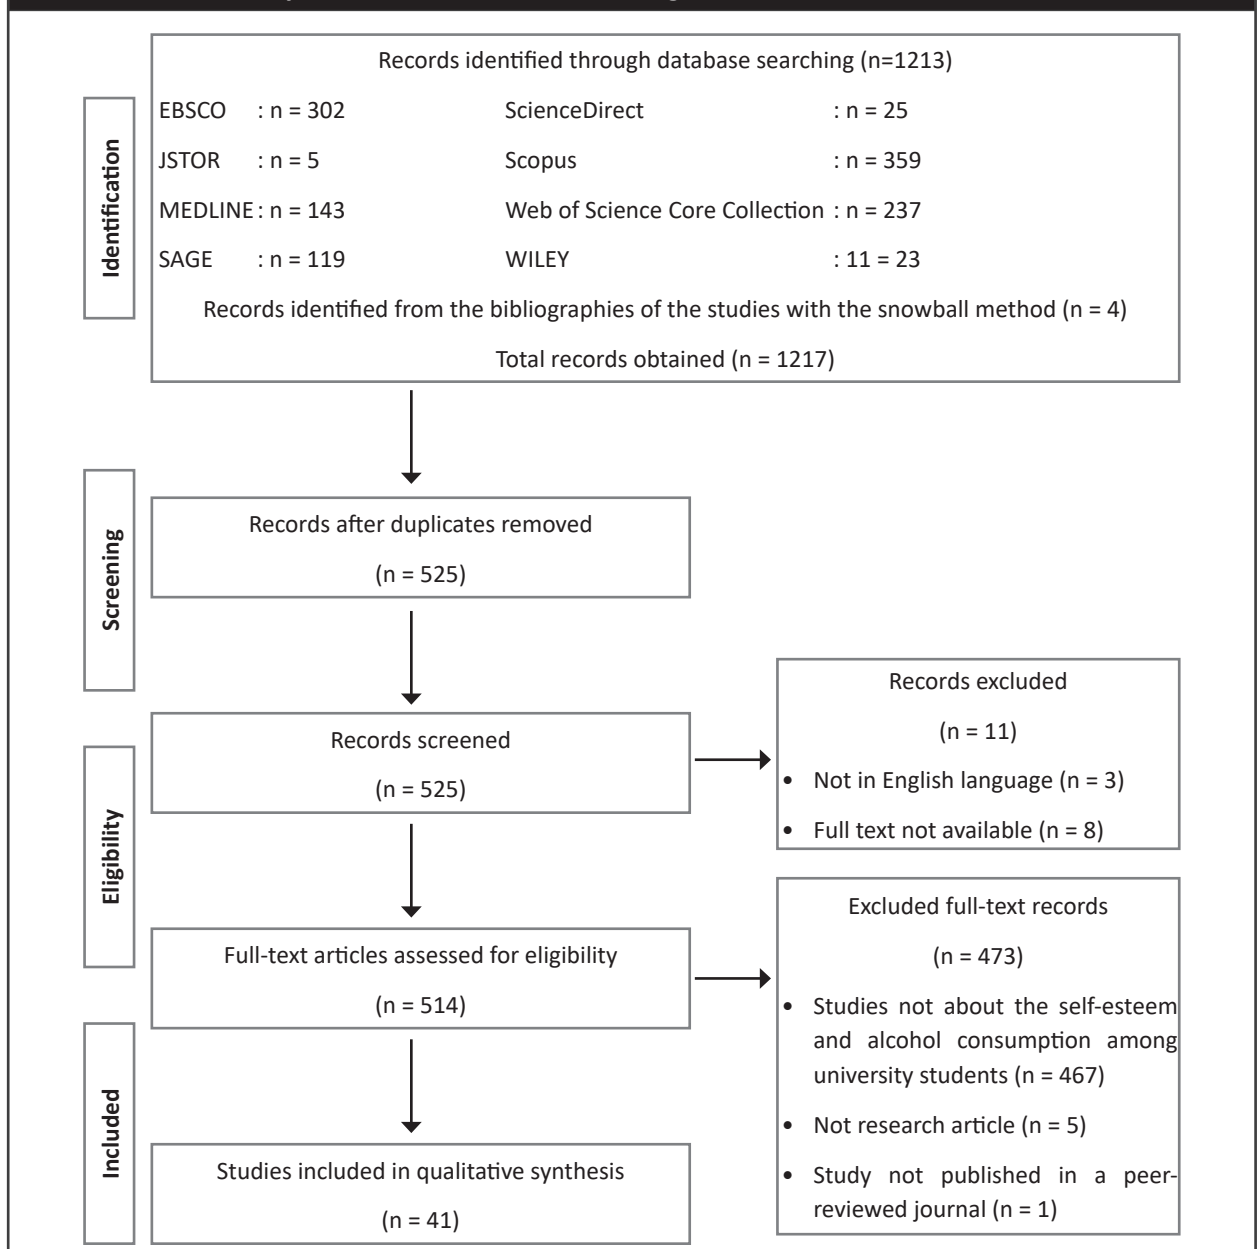 Records identified through database searching (n=1213)
EBSCO : n = 302 ScienceDirect : n = 25
JSTOR : n = 5 Scopus : n = 359
MEDLINE : n = 143 Web of Science Core Collection : n = 237
SAGE : n = 119 WILEY : 11 = 23
Records identified from the bibliographies of the studies with the snowball method (n = 4)
Total records obtained (n = 1217)
Identification
Records after duplicates removed
(n = 525)
Screening
Records screened
(n = 525)
Records excluded
(n = 11)
• Not in English language (n = 3)
• Full text not available (n = 8)
Eligibility
Full-text articles assessed for eligibility
(n = 514)
Excluded full-text records
(n = 473)
• Studies not about the self-esteem
and alcohol consumption among
university students (n = 467)
• Not research article (n = 5)
• Study not published in a peer-
reviewed journal (n = 1)
Included
Studies included in qualitative synthesis
(n = 41)